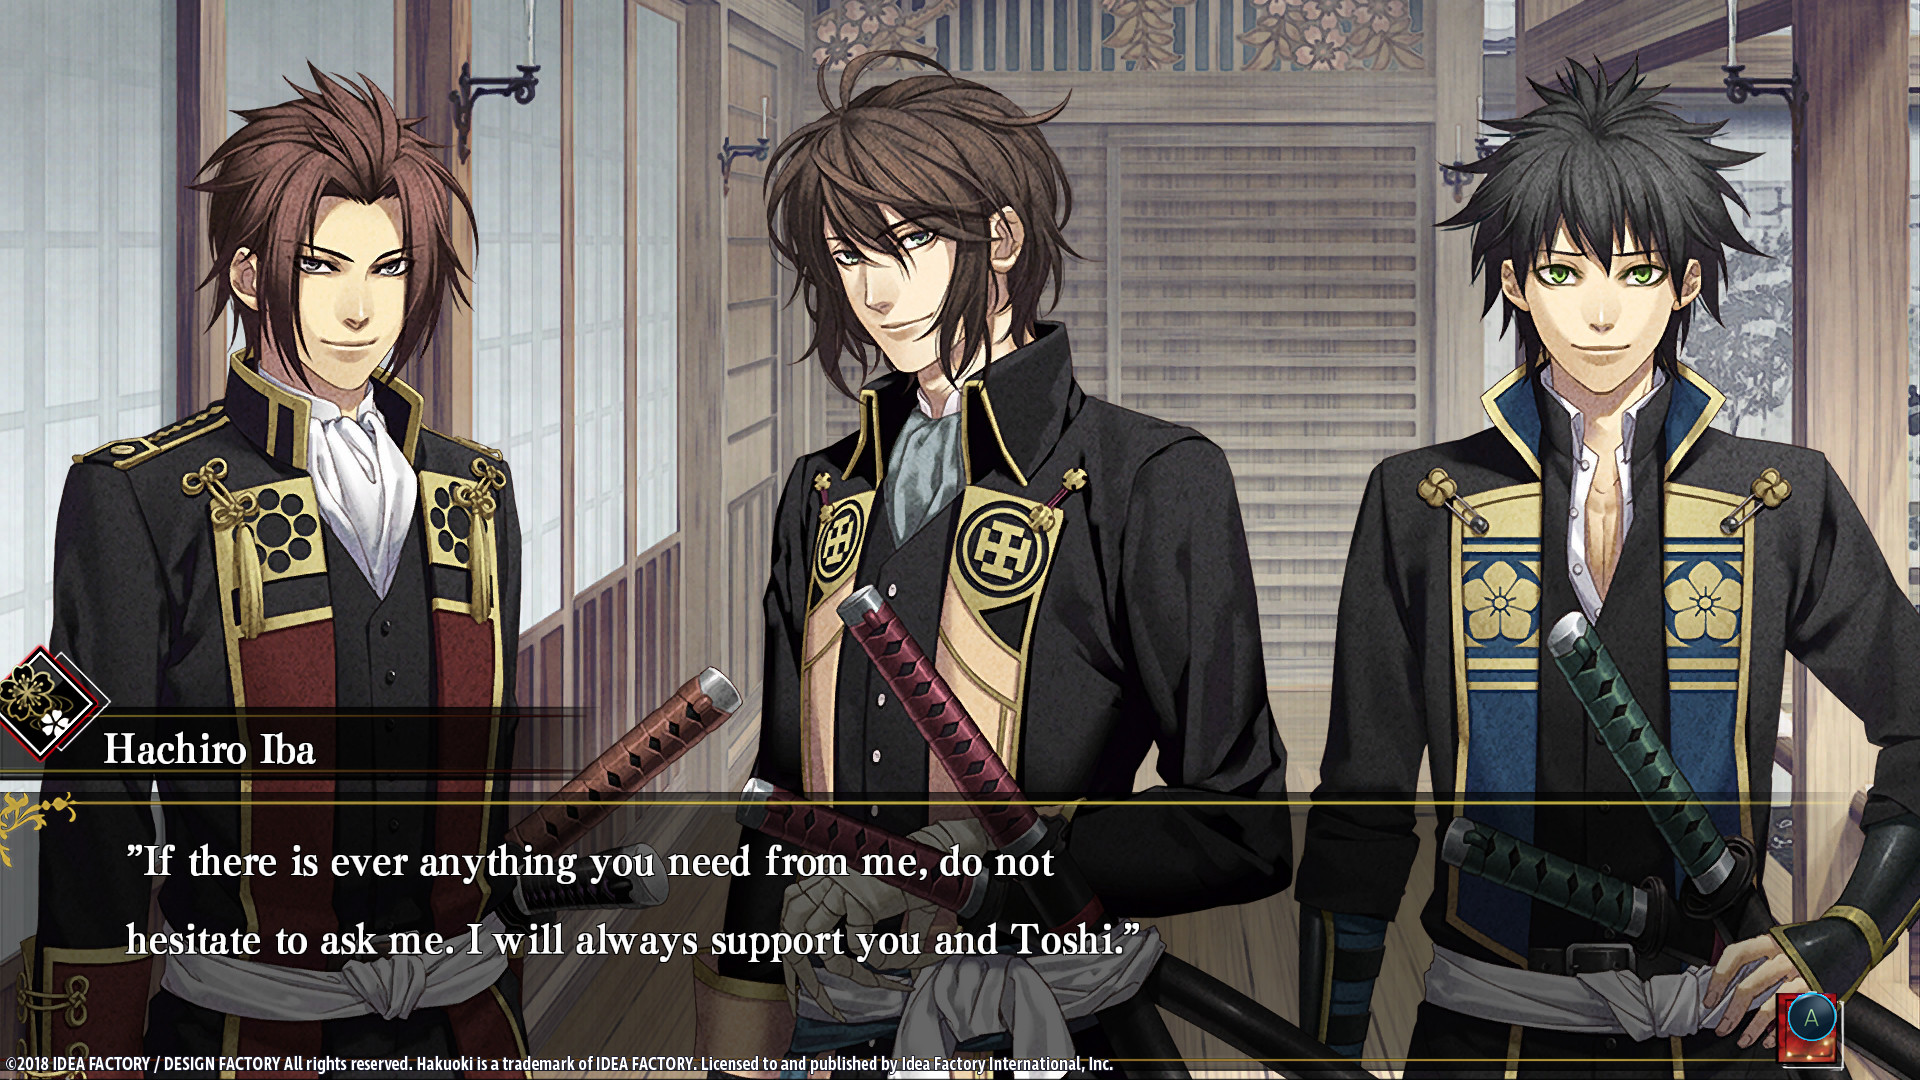 Hachiro Iba
”If there is ever anything you need from me, do not
hesitate to ask me. I will always support you and Toshi.”
A
©2018 IDEA FACTORY / DESIGN FACTORY All rights reserved. Hakuoki is a trademark of IDEA FACTORY. Licensed to and published by Idea Factory International, Inc.